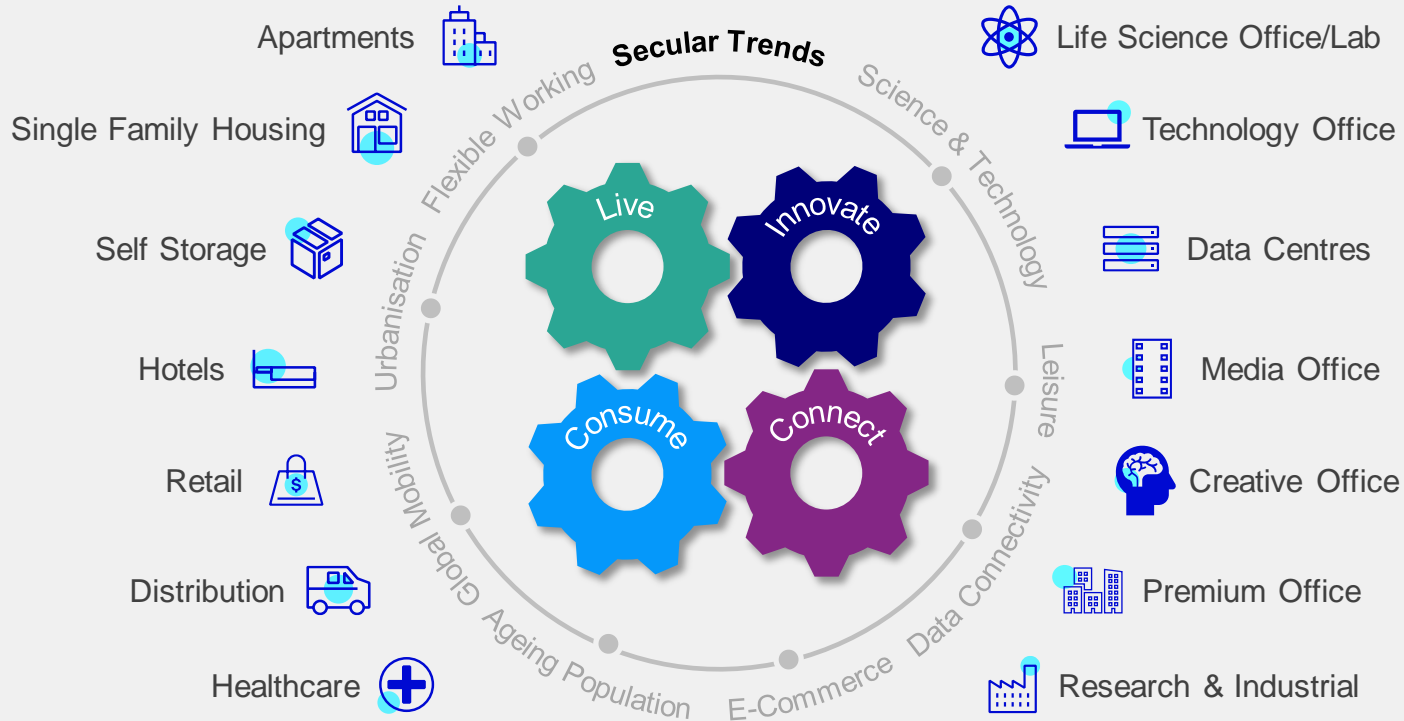 Secular Trends
Apartments
Single Family Housing
Self Storage
Hotels
Retail
Distribution
Healthcare
Flexible Working
Urbanisation
Global Mobility
Ageing Population
E-Commerce
Data Connectivity
Leisure
Science & Technology
Live
Innovate
Consume
Connect
$
Life Science Office/Lab
Technology Office
Data Centres
Media Office
Creative Office
Premium Office
Research & Industrial